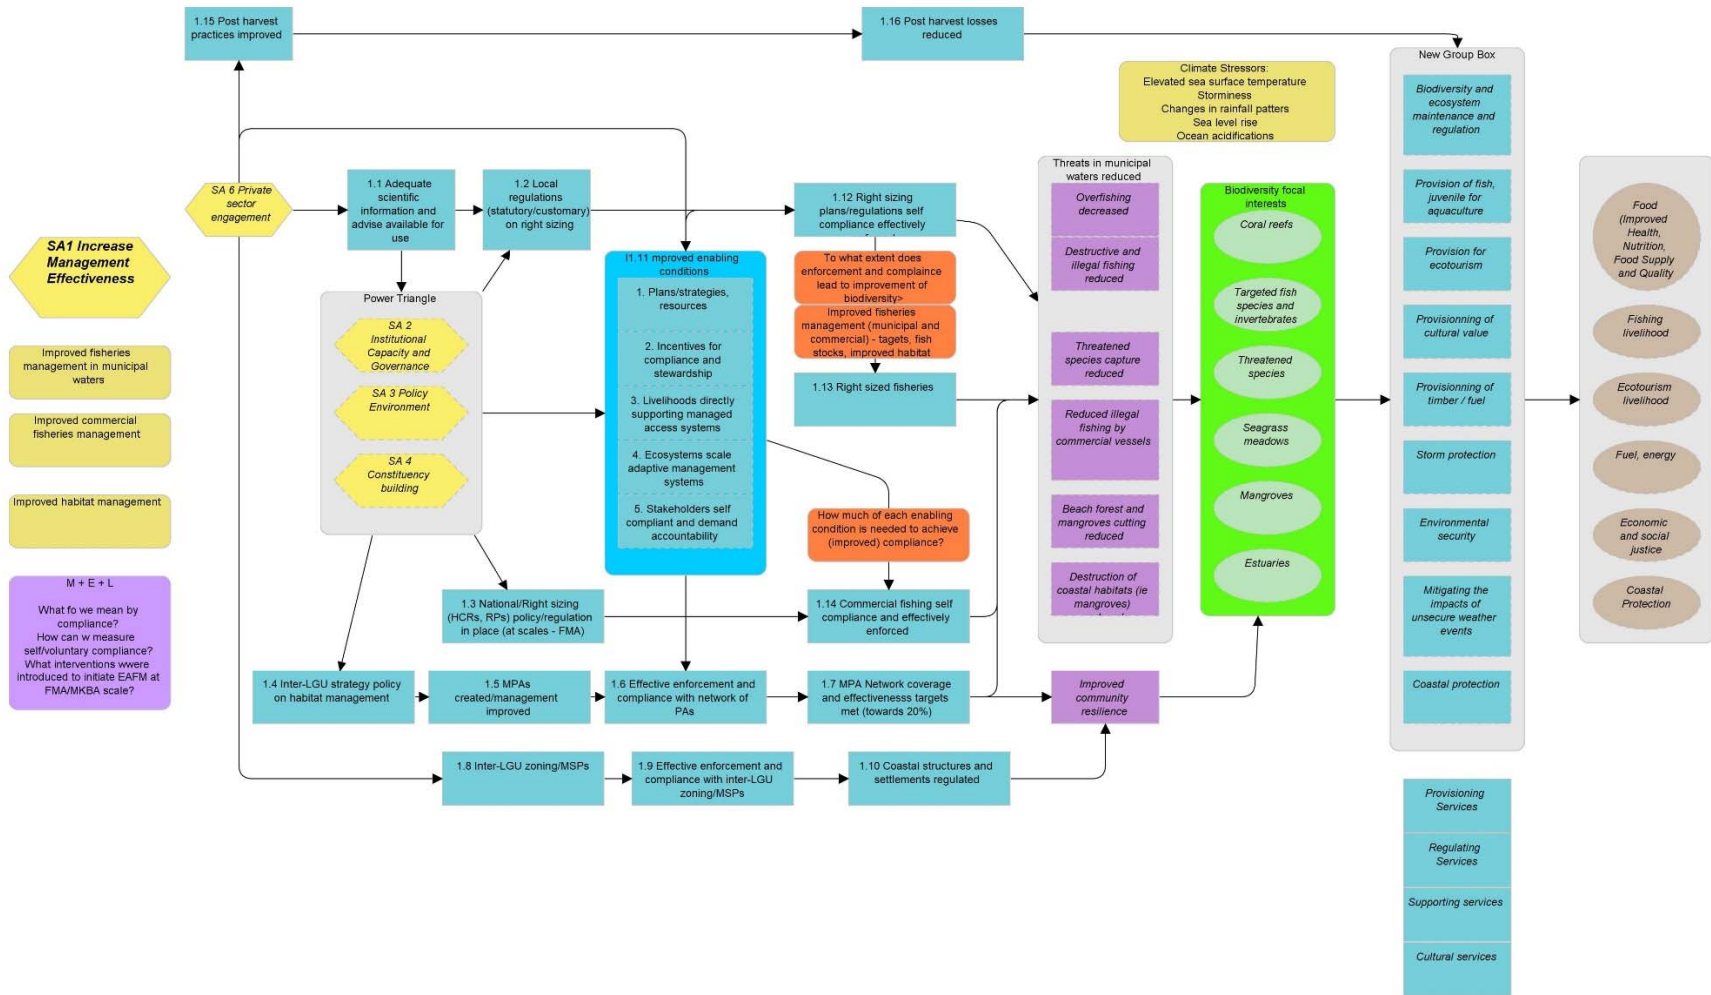 1.15 Post harvest
practices improved
1.16 Post harvest losses
reduced
SA 6 Private
sector
engagement
1.1 Adequate
scientific
information and
advise available for
use
1.2 Local
regulations
(statutory/customary)
on right sizing
1.12 Right sizing
plans/regulations self
compliance effectively
Climate Stressors:
Elevated sea surface temperature
Storminess
Changes in rainfall patters
Sea level rise
Ocean acidifications
SA1 Increase
Management
Effectiveness
Improved fisheries
management in municipal
waters
Improved commercial
fisheries management
Improved habitat management
M + E + L
What fo we mean by
compliance?
How can w measure
self/voluntary compliance?
What interventions wwere
introduced to initiate EAFM at
FMA/MKBA scale?
Power Triangle
SA 2
Institutional
Capacity and
Governance
SA 3 Policy
Environment
SA 4
Constituency
building
I1.11 mproved enabling
conditions
1. Plans/strategies,
resources
2. Incentives for
compliance and
stewardship
3. Livelihoods directly
supporting managed
access systems
4. Ecosystems scale
adaptive management
systems
5. Stakeholders self
compliant and demand
accountability
To what extent does
enforcement and complaince
lead to improvement of
biodiversity>
Improved fisheries
management (municipal and
commercial) - tagets, fish
stocks, improved habitat
1.13 Right sized fisheries
How much of each enabling
condition is needed to achieve
(improved) compliance?
1.3 National/Right sizing
(HCRs, RPs) policy/regulation
in place (at scales - FMA)
1.14 Commercial fishing self
compliance and effectively
enforced
1.4 Inter-LGU strategy policy
on habitat management
1.5 MPAs
created/management
improved
1.6 Effective enforcement and
compliance with network of
PAs
1.7 MPA Network coverage
and effectivenesss targets
met (towards 20%)
Improved
community
resilience
1.8 Inter-LGU zoning/MSPs
1.9 Effective enforcement and
compliance with inter-LGU
zoning/MSPs
1.10 Coastal structures and
settlements regulated
Threats in municipal
waters reduced
Overfishing
decreased
Destructive and
illegal fishing
reduced
Threatened
species capture
reduced
Reduced illegal
fishing by
commercial vessels
Beach forest and
mangroves cutting
reduced
Destruction of
coastal habitats (ie
mangroves)
Biodiversity focal
interests
Coral reefs
Targeted fish
species and
invertebrates
Threatened
species
Seagrass
meadows
Mangroves
Estuaries
New Group Box
Biodiversity and
ecosystem
maintenance and
regulation
Provision of fish,
juvenile for
aquaculture
Provision for
ecotourism
Provisionning of
cultural value
Provisionning of
timber / fuel
Storm protection
Environmental
security
Mitigating the
impacts of
unsecure weather
events
Coastal protection
Provisioning
Services
Regulating
Services
Supporting services
Cultural services
Food
(Improved
Health,
Nutrition,
Food Supply
and Quality)
Fishing
livelihood
Ecotourism
livelihood
Fuel, energy
Economic
and social
justice
Coastal
Protection